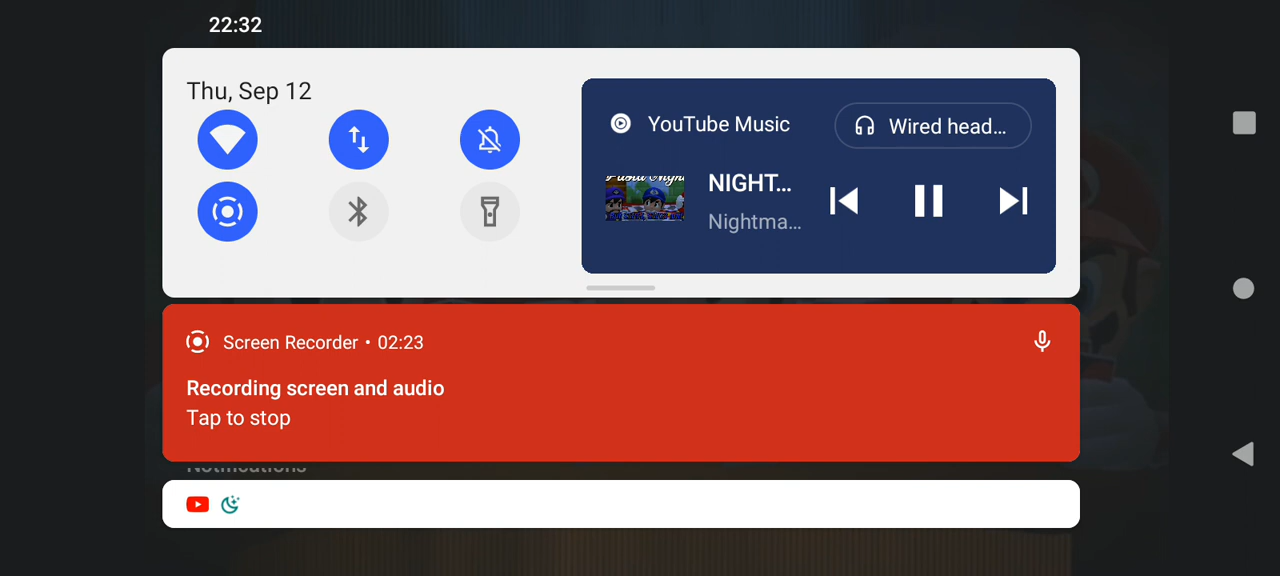 22:32
Thu, Sep 12
YouTube Music
Wired head...
NIGHT...
Nightma...
Screen Recorder • 02:23
Recording screen and audio
Tap to stop
Notifications